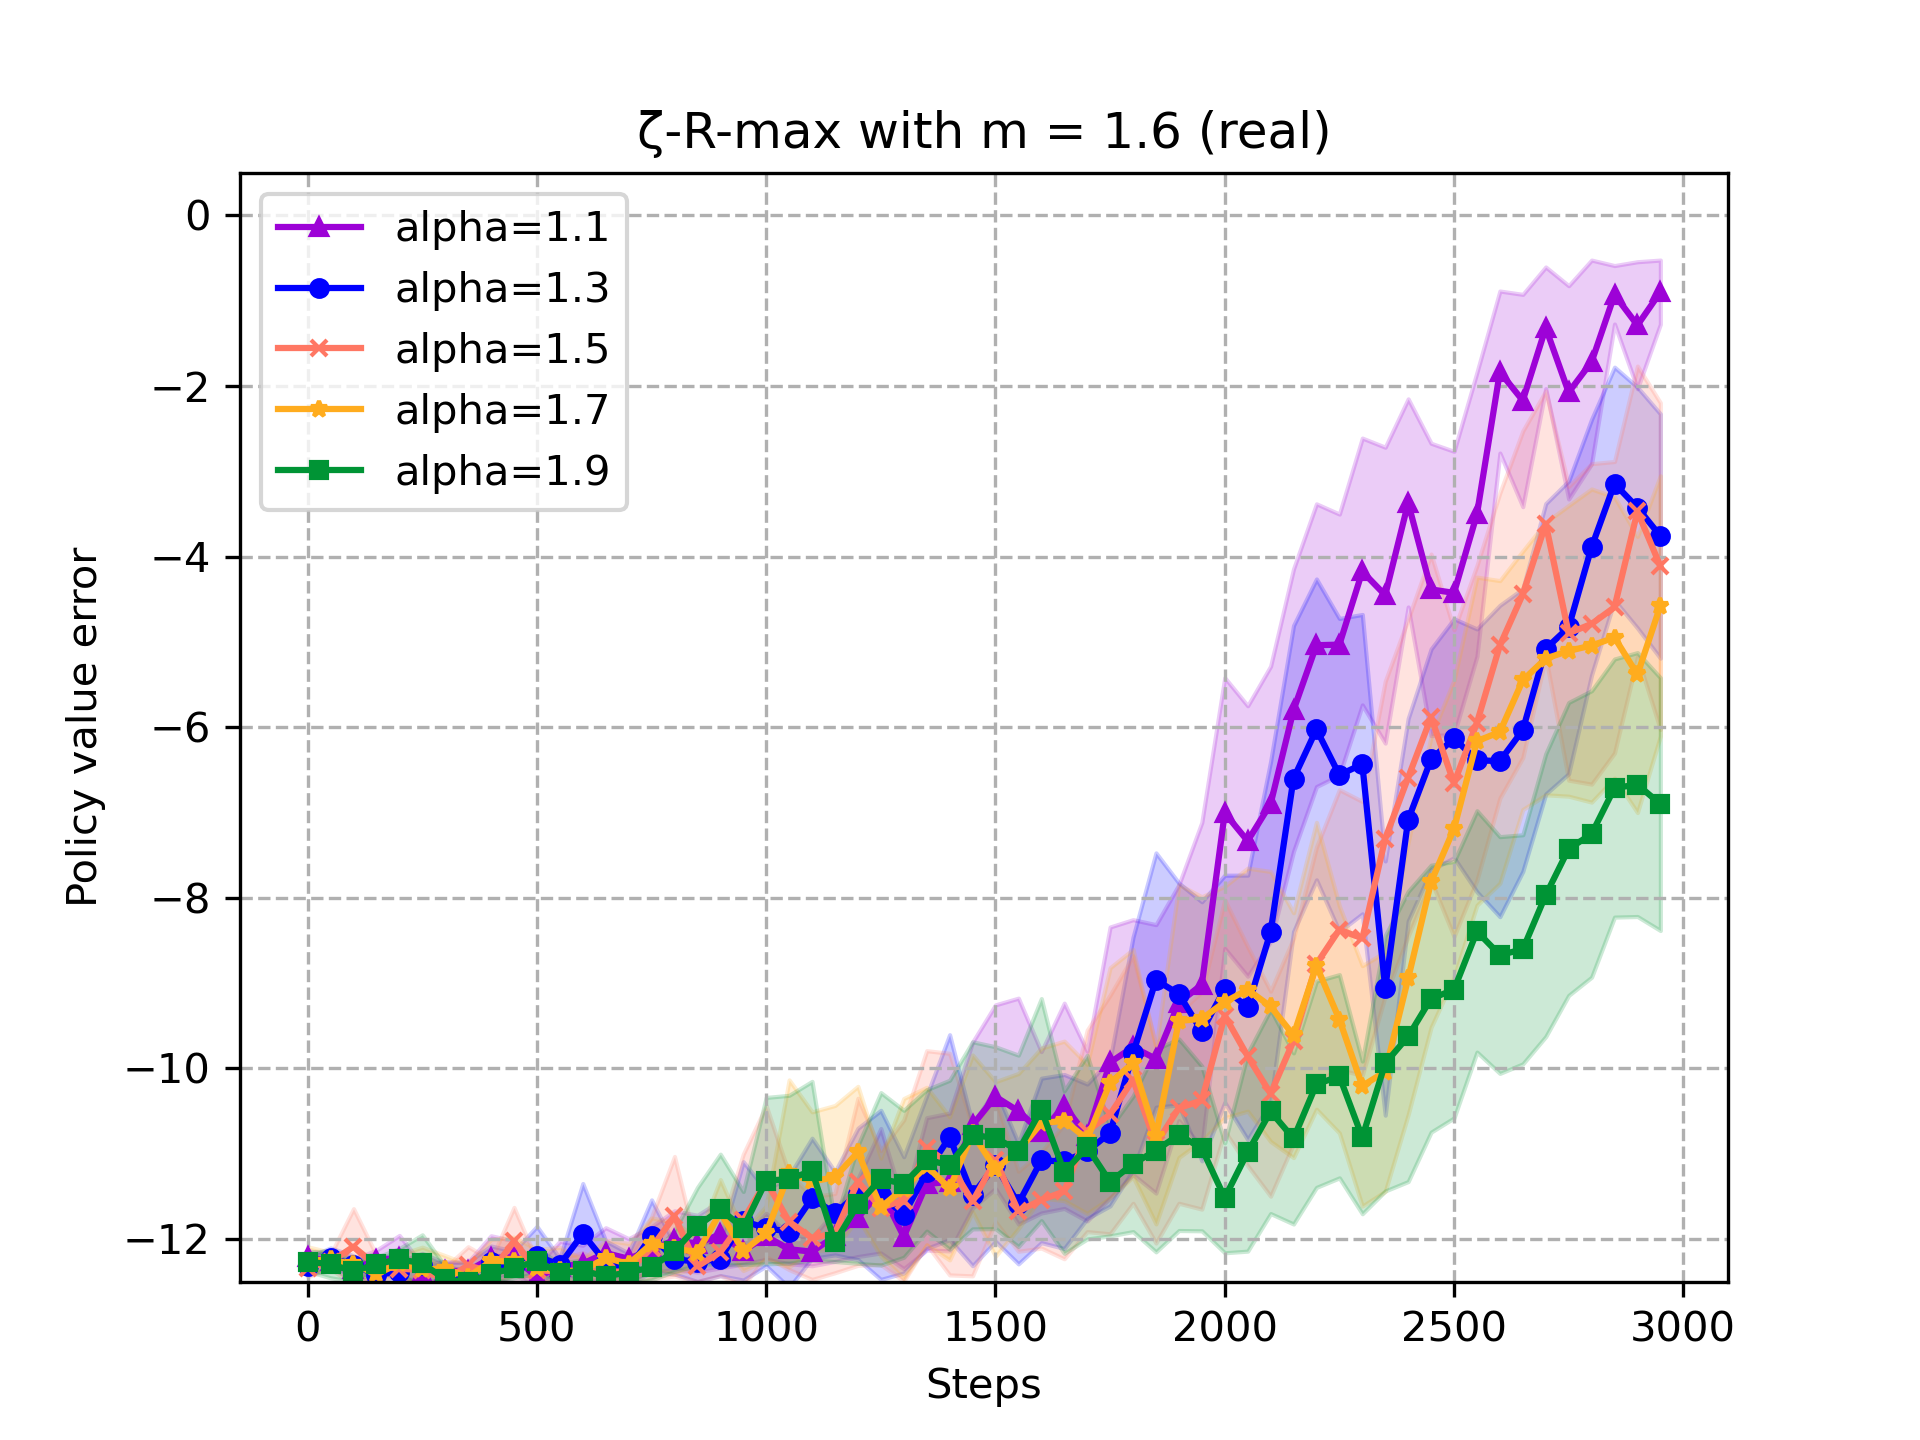 ζ-R-max with m = 1.6 (real)
alpha=1.1
alpha=1.3
alpha=1.5
alpha=1.7
alpha=1.9
Policy value error
0
−2
−4
−6
−8
−10
−12
0 500 1000 1500 2000 2500 3000
Steps